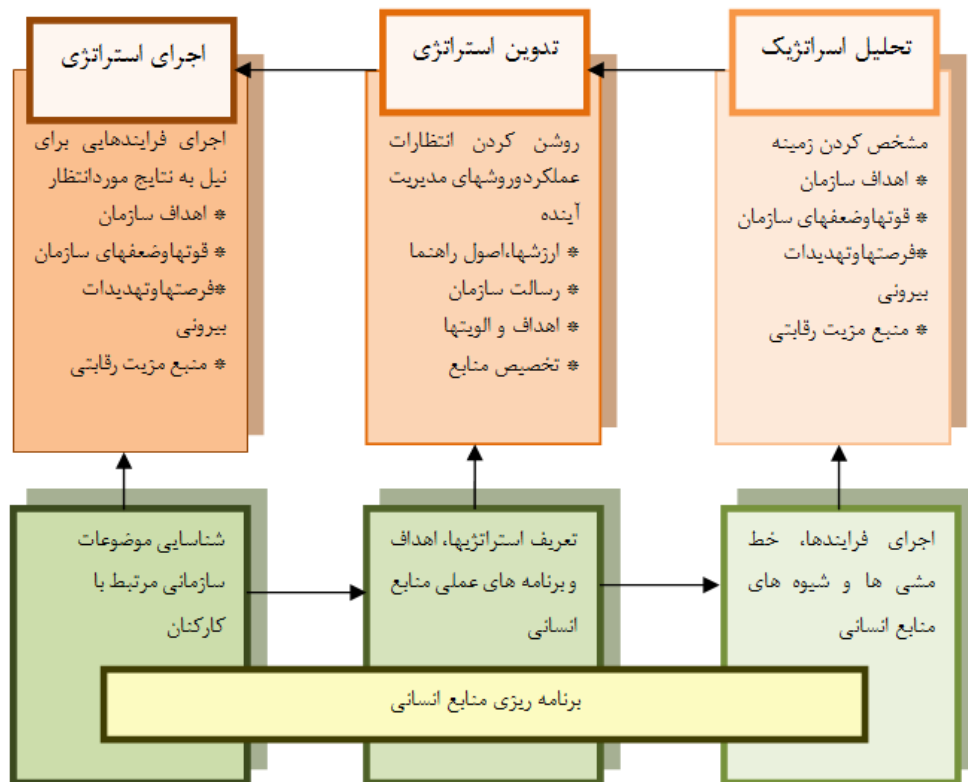 تحلیل اسراتژیک
مشخص کردن زمینه
* اهداف سازمان
* قوتهاوضعفهای سازمان
*فرصتهاوتهدیدات
بیرونی
* منبع مزیت رقابتی
تدوین استراتژی
روشن کردن انتظارات
عملکردوروشهای مدیریت
آینده
* ارزشها،اصول راهنما
* رسالت سازمان
* اهداف و الویتها
* تخصیص منابع
اجرای استراتژی
اجرای فرایندهایی برای
نیل به نتایج موردانتظار
* اهداف سازمان
* قوتهاوضعفهای سازمان
*فرصتهاوتهدیدات
بیرونی
* منبع مزیت رقابتی
اجرای فرایندها، خط
مشی ها و شیوه های
منابع انسانی
تعریف استراتژیها، اهداف
و برنامه های عملی منابع
انسانی
شناسایی موضوعات
سازمانی مرتبط با
کارکنان
برنامه ریزی منابع انسانی